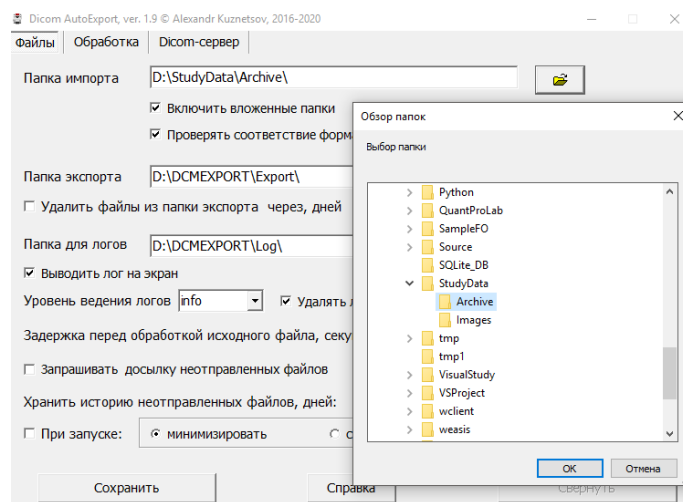 Dicom AutoExport, ver. 1.9 © Alexandr Kuznetsov, 2016-2020
Файлы Обработка Dicom-сервер
Папка импорта D:\StudyData\Archive\
Включить вложенные папки
Проверять соответствие форм
Папка экспорта D:\DCMEXPORT\Export\
Удалить файлы из папки экспорта через, дней
Папка для логов D:\DCMEXPORT\Log\
Выводить лог на экран
Уровень ведения логов info Удалять
Задержка перед обработкой исходного файла, секу
Запрашивать досылку неотправленных файлов
Хранить историю неотправленных файлов, дней:
При запуске: минимизировать с
Сохранить Справка Свернуть
Обзор папок
Выбор папки
Python
QuantProLab
SampleFO
Source
SQLite_DB
StudyData
Archive
Images
tmp
tmp1
VisualStudy
VSProject
wclient
weasis
OK Отмена